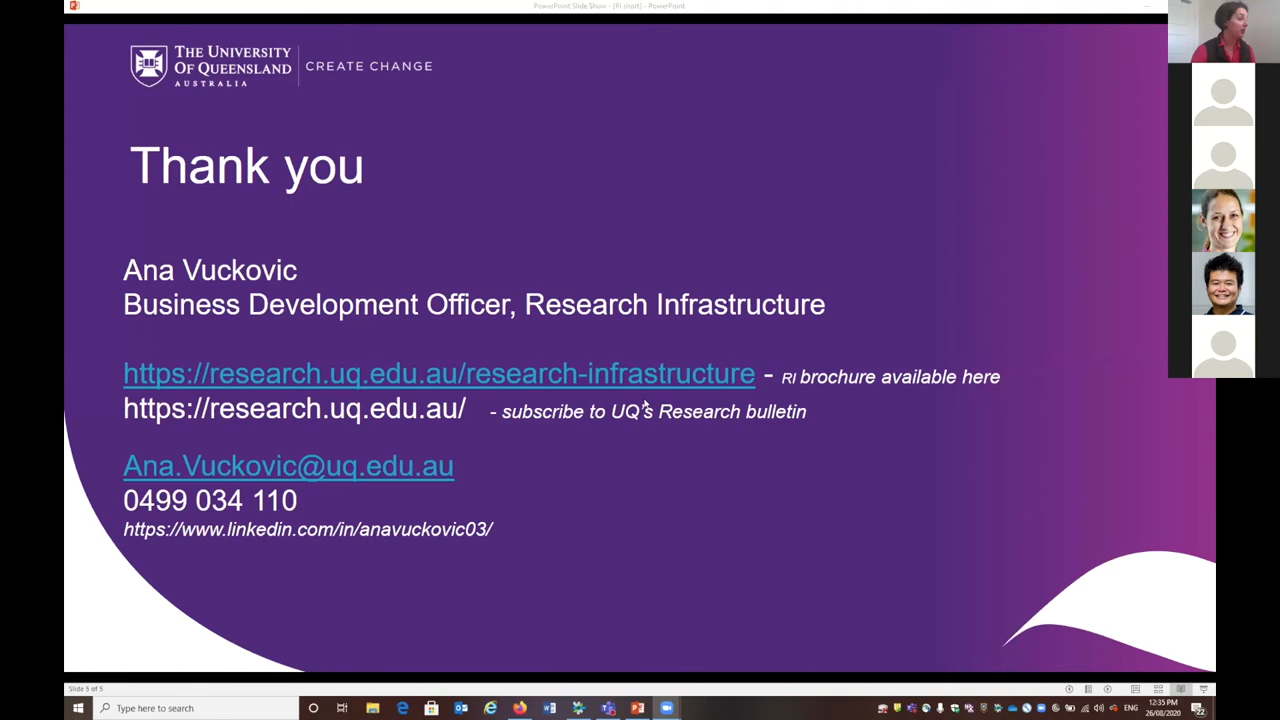 PowerPoint Slide Show - [RI short] - PowerPoint
THE UNIVERSITY
OF QUEENSLAND
AUSTRALIA
CREATE CHANGE
Thank you
Ana Vuckovic
Business Development Officer, Research Infrastructure
https://research.uq.edu.au/research-infrastructure - RI brochure available here
https://research.uq.edu.au/ - subscribe to UQ's Research bulletin
Ana.Vuckovic@uq.edu.au
0499 034 110
https://www.linkedin.com/in/anavuckovic03/
Slide 5 of 5
Type here to search
ENG
12:35 PM
26/08/2020
22